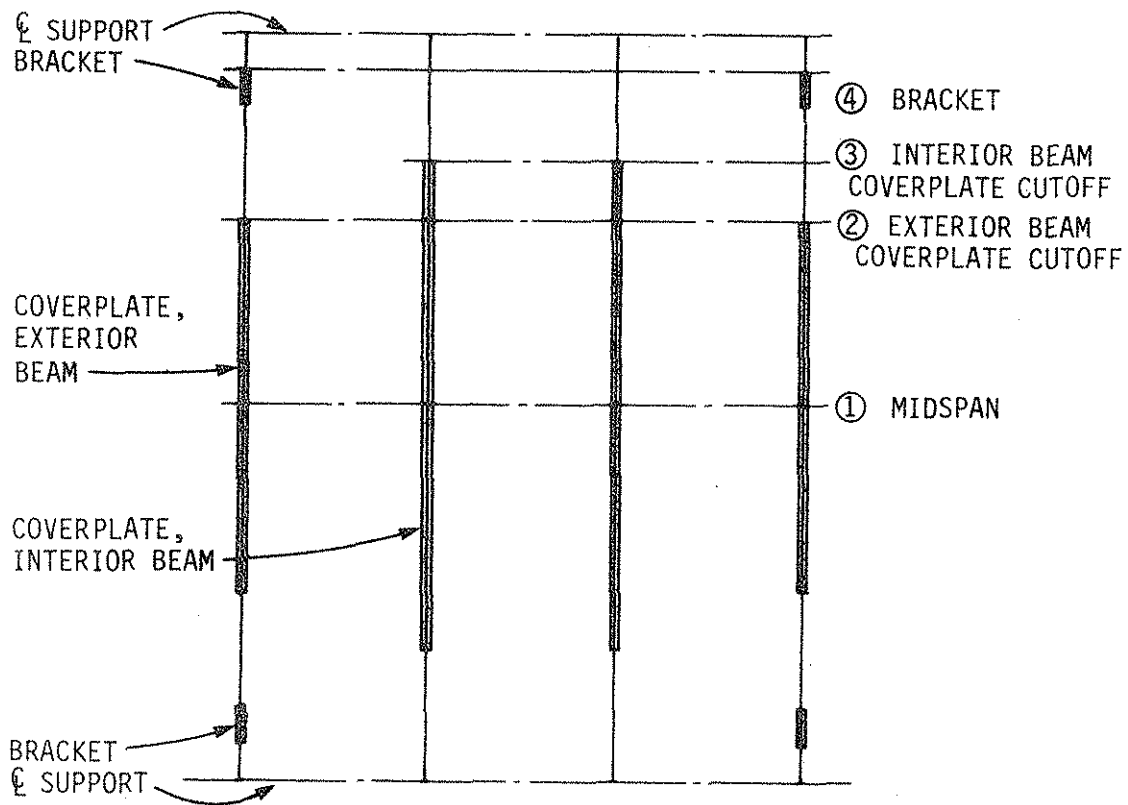 ℄ SUPPORT
BRACKET
④ BRACKET
③ INTERIOR BEAM
COVERPLATE CUTOFF
② EXTERIOR BEAM
COVERPLATE CUTOFF
COVERPLATE,
EXTERIOR
BEAM
① MIDSPAN
COVERPLATE,
INTERIOR BEAM
BRACKET
℄ SUPPORT